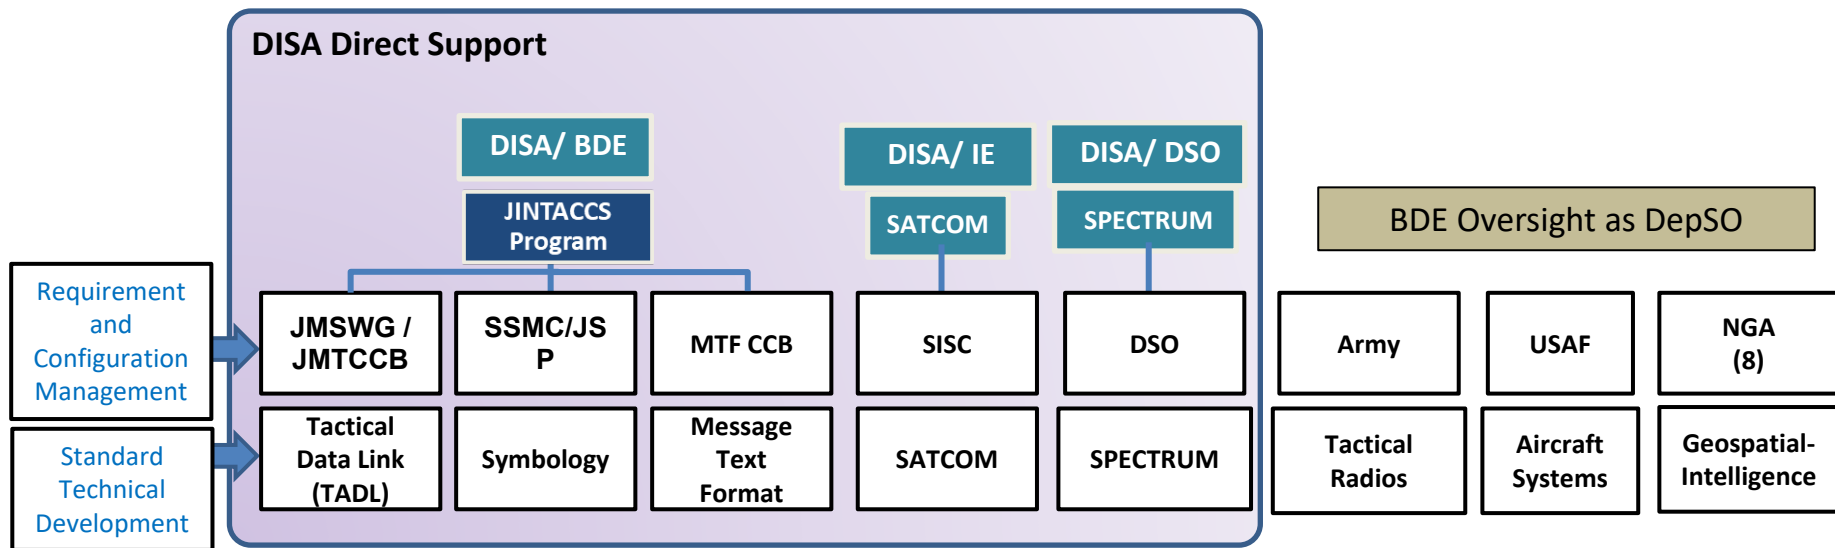 DISA Direct Support
DISA/ BDE
DISA/ IE
DISA/ DSO
JINTACCS
Program
SATCOM
SPECTRUM
BDE Oversight as DepSO
Requirement
and
Configuration
Management
JMSWG /
JMTCCB
SSMC/JS
P
MTF CCB
SISC
DSO
Army
USAF
NGA
(8)
Standard
Technical
Development
Tactical
Data Link
(TADL)
Symbology
Message
Text
Format
SATCOM
SPECTRUM
Tactical
Radios
Aircraft
Systems
Geospatial-
Intelligence